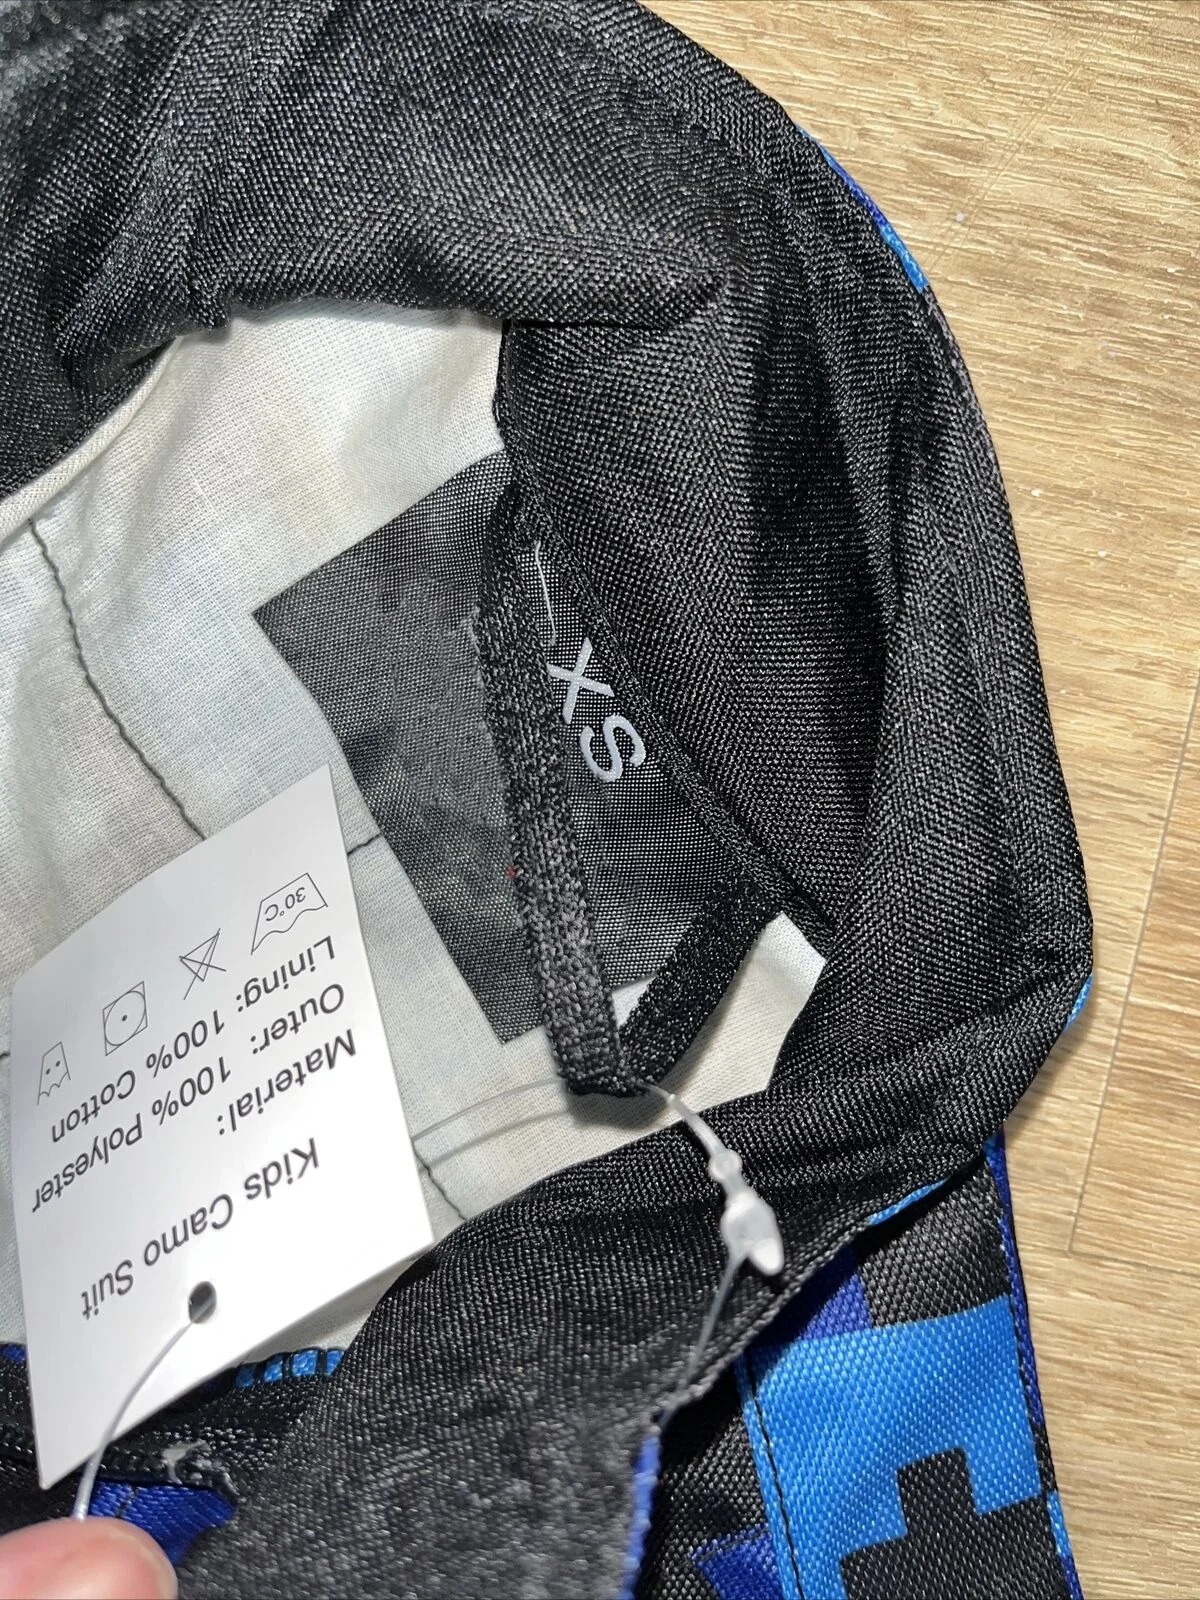 XS
Kids Camo Suit
Material:
Outer: 100% Polyester
Lining: 100% Cotton
30°C